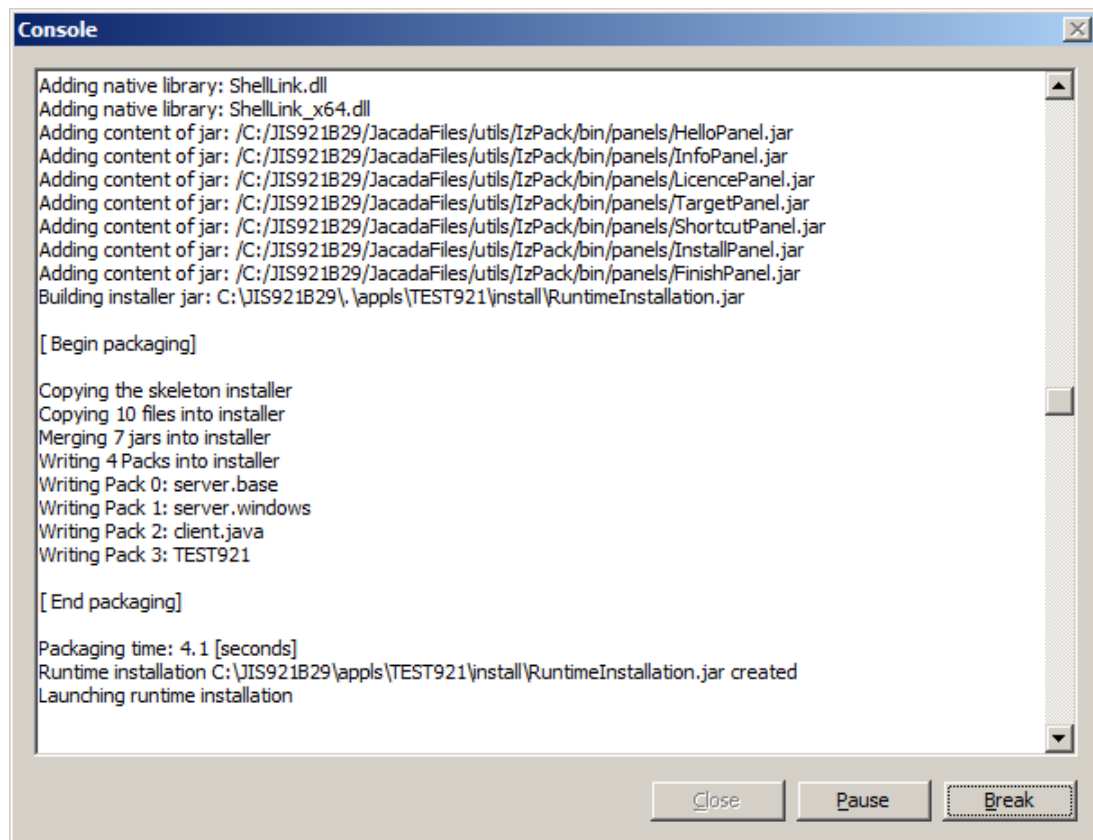 Console
Adding native library: ShellLink.dll
Adding native library: ShellLink_x64.dll
Adding content of jar: /C:/JIS921B29/JacadaFiles/utils/IzPack/bin/panels/HelloPanel.jar
Adding content of jar: /C:/JIS921B29/JacadaFiles/utils/IzPack/bin/panels/InfoPanel.jar
Adding content of jar: /C:/JIS921B29/JacadaFiles/utils/IzPack/bin/panels/LicencePanel.jar
Adding content of jar: /C:/JIS921B29/JacadaFiles/utils/IzPack/bin/panels/TargetPanel.jar
Adding content of jar: /C:/JIS921B29/JacadaFiles/utils/IzPack/bin/panels/ShortcutPanel.jar
Adding content of jar: /C:/JIS921B29/JacadaFiles/utils/IzPack/bin/panels/InstallPanel.jar
Adding content of jar: /C:/JIS921B29/JacadaFiles/utils/IzPack/bin/panels/FinishPanel.jar
Building installer jar: C:\JIS921B29\.\appls\TEST921\install\RuntimeInstallation.jar
[ Begin packaging]
Copying the skeleton installer
Copying 10 files into installer
Merging 7 jars into installer
Writing 4 Packs into installer
Writing Pack 0: server.base
Writing Pack 1: server.windows
Writing Pack 2: client.java
Writing Pack 3: TEST921
[ End packaging]
Packaging time: 4.1 [seconds]
Runtime installation C:\JIS921B29\appls\TEST921\install\RuntimeInstallation.jar created
Launching runtime installation
Close Pause Break